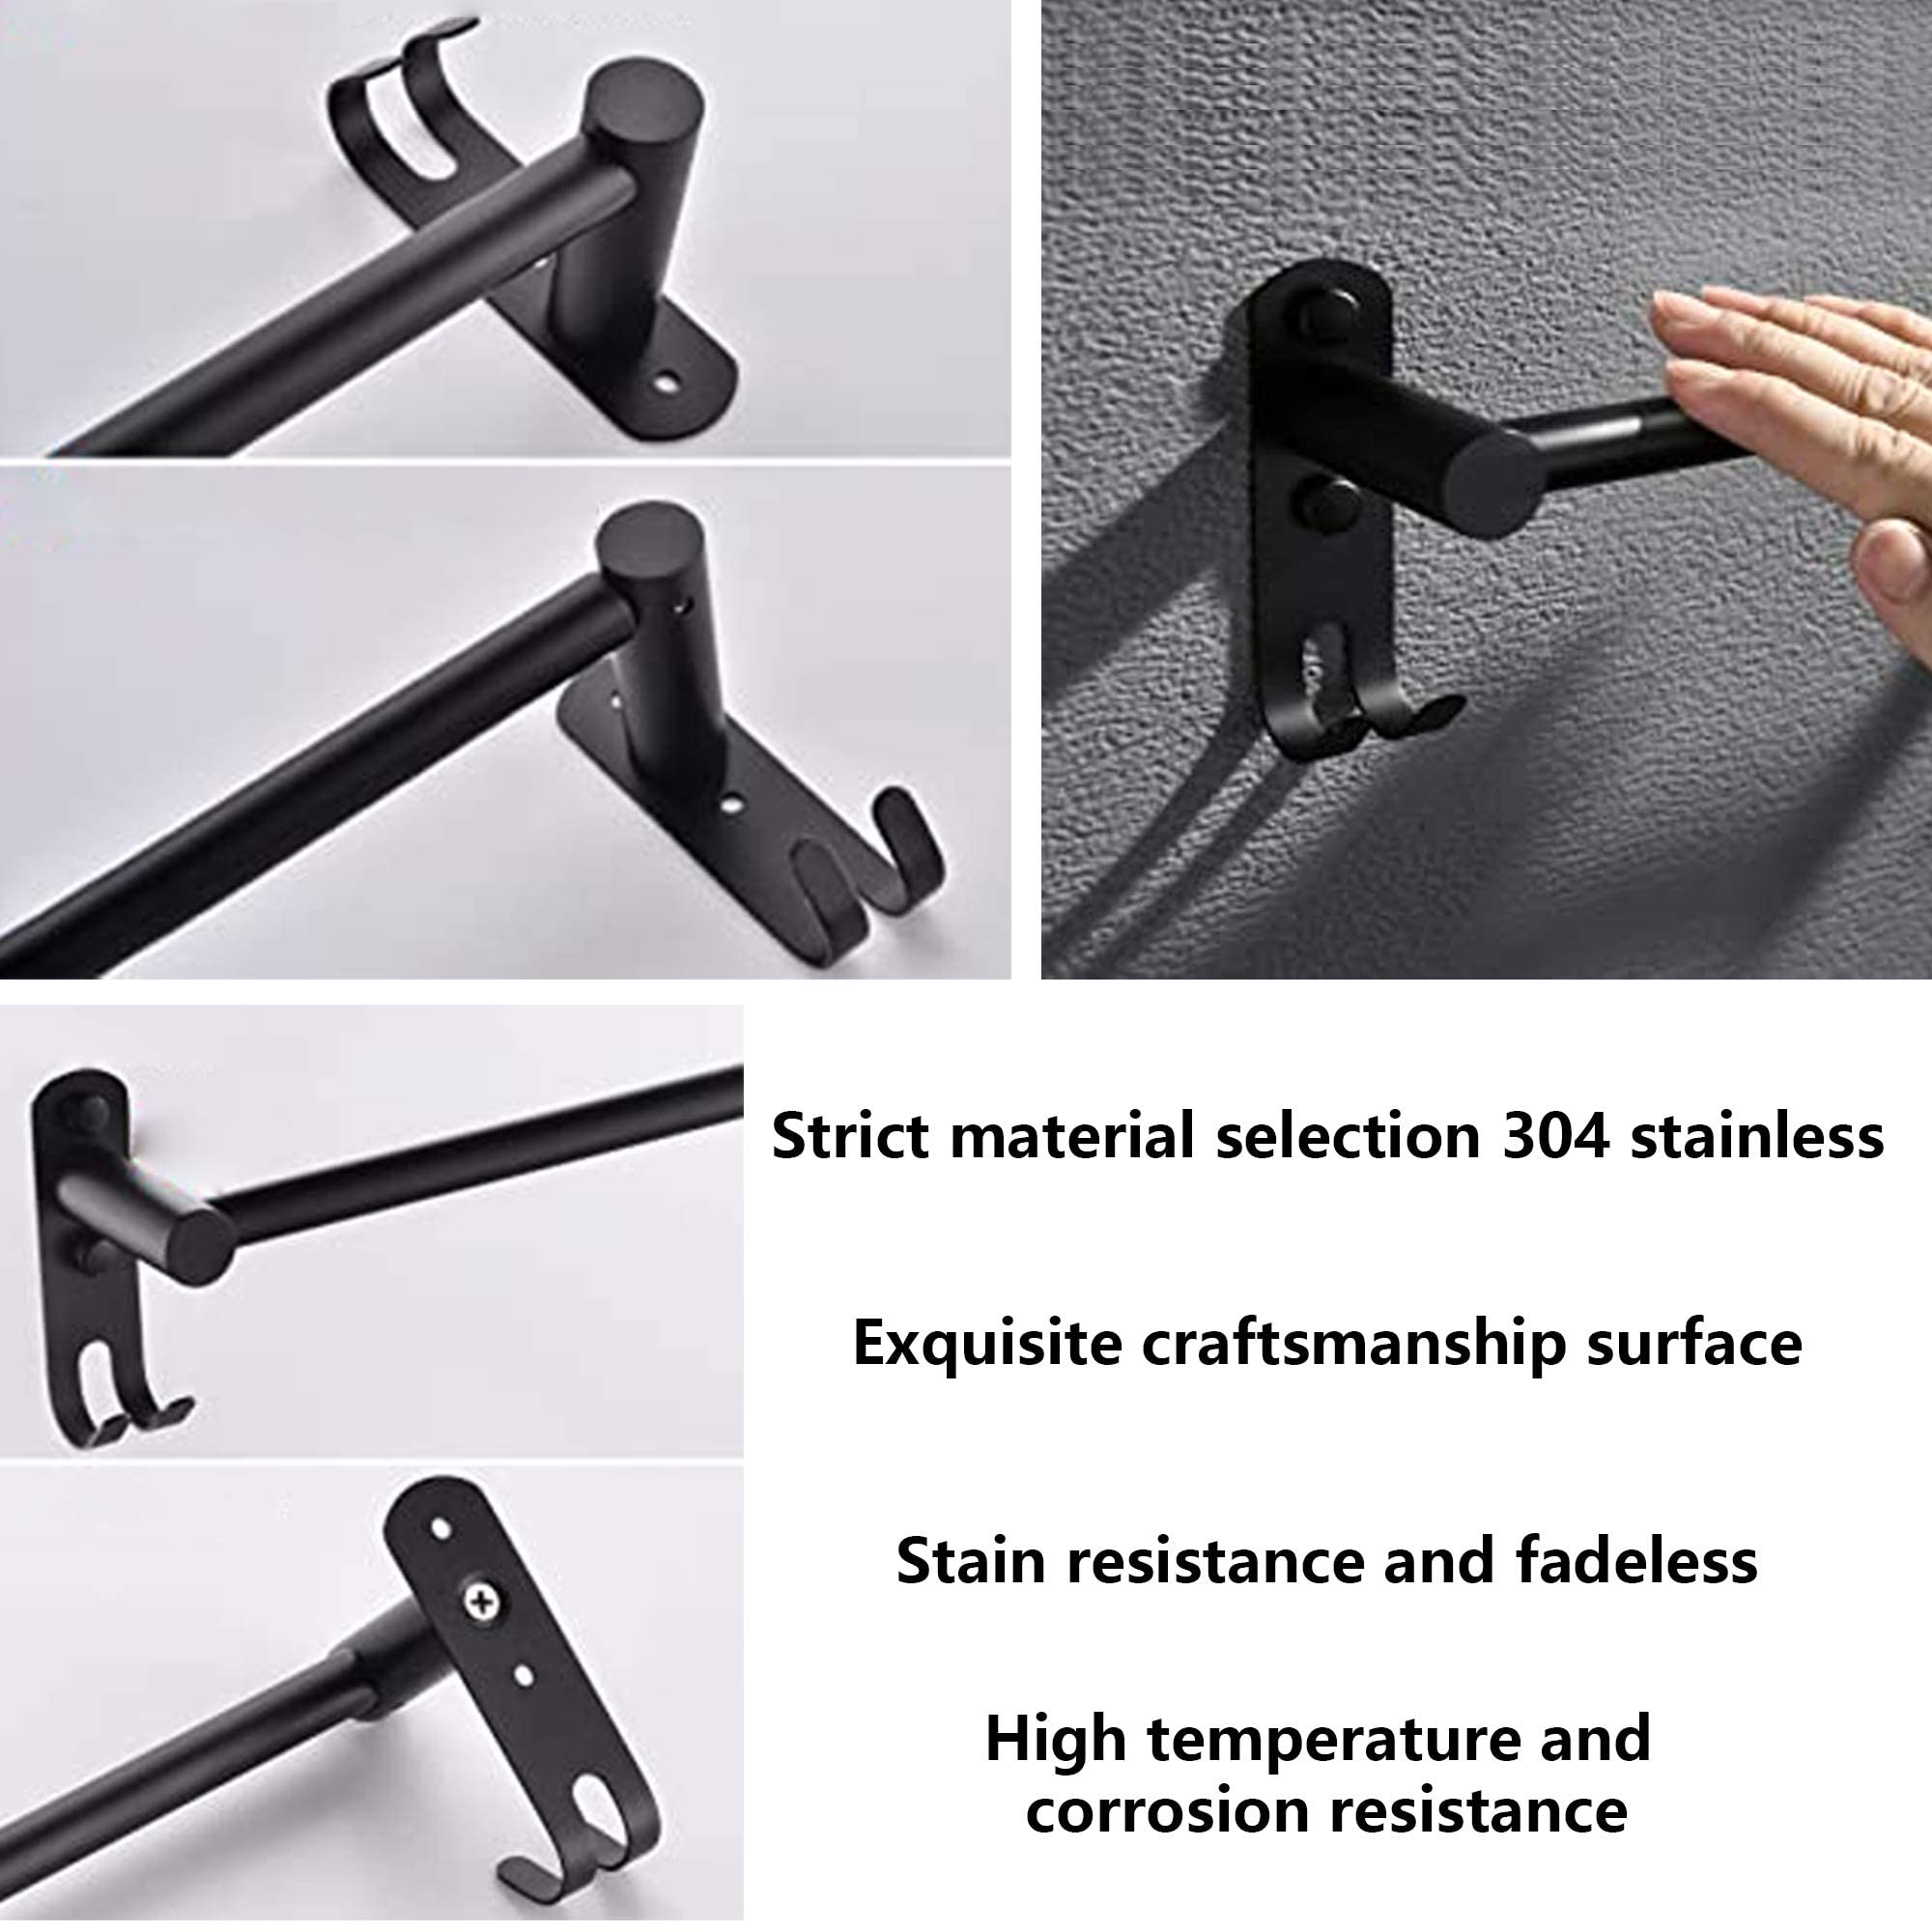 Strict material selection 304 stainless
Exquisite craftsmanship surface
Stain resistance and fadeless
High temperature and
corrosion resistance